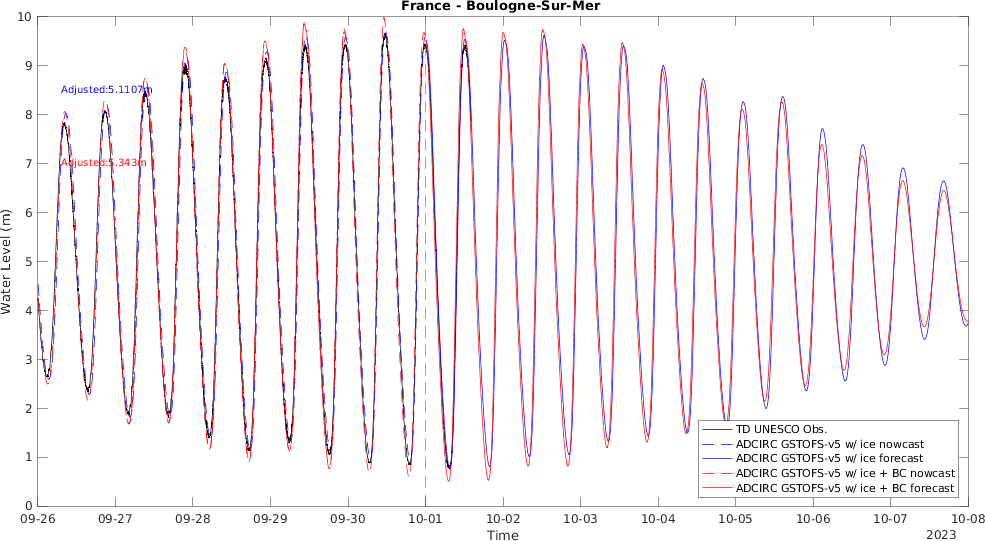 France - Boulogne-Sur-Mer
10
9
8
7
6
5
4
3
2
1
0
Water Level (m)
Adjusted:5.1107m
Adjusted:5.343m
TD UNESCO Obs.
ADCIRC GSTOFS-v5 w/ ice nowcast
ADCIRC GSTOFS-v5 w/ ice forecast
ADCIRC GSTOFS-v5 w/ ice + BC nowcast
ADCIRC GSTOFS-v5 w/ ice + BC forecast
09-26 09-27 09-28 09-29 09-30 10-01 10-02 10-03 10-04 10-05 10-06 10-07 10-08
Time
2023